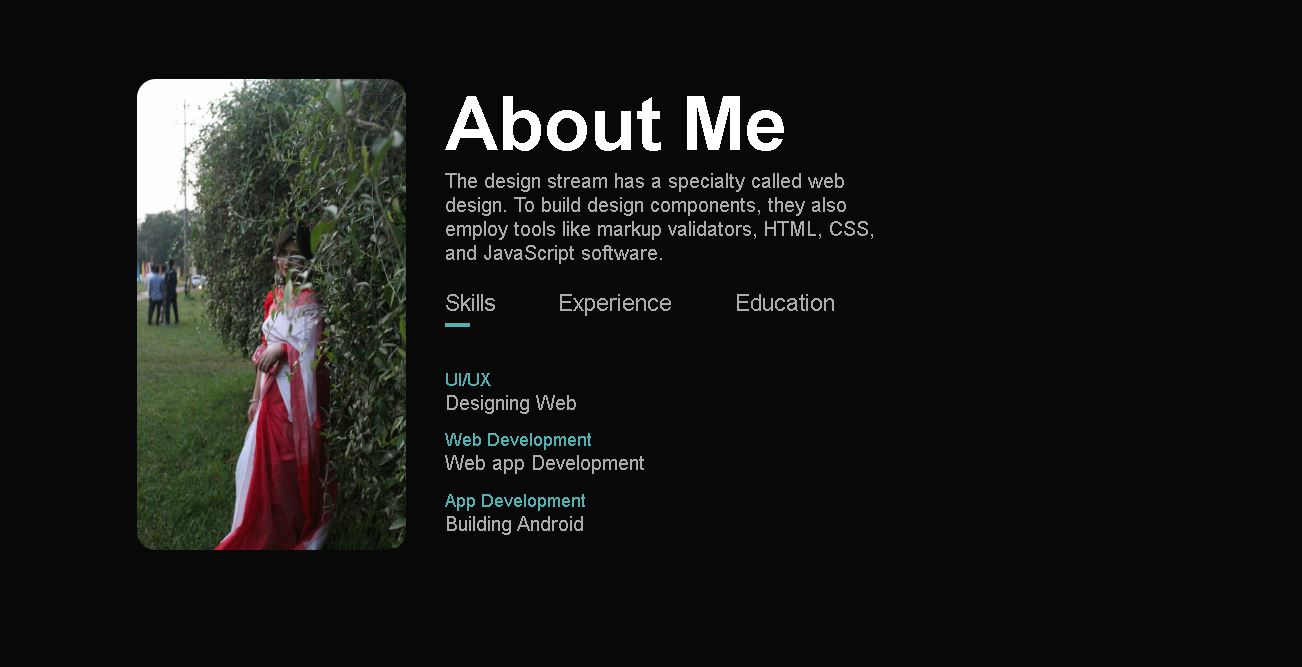 About Me
The design stream has a specialty called web
design. To build design components, they also
employ tools like markup validators, HTML, CSS,
and JavaScript software.
Skills Experience Education
UI/UX
Designing Web
Web Development
Web app Development
App Development
Building Android